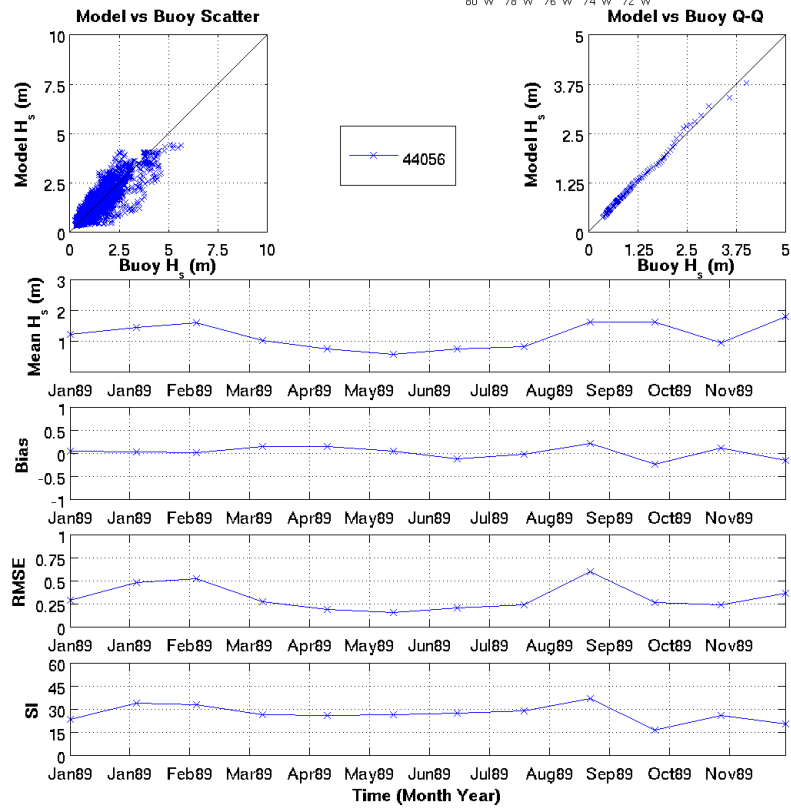 80°W 78°W 76°W 74°W 72°W
Model vs Buoy Scatter
Model vs Buoy Q-Q
10
7.5
5
2.5
0
Model H_s (m)
0 2.5 5 7.5 10
Buoy H_s (m)
44056
5
3.75
2.5
1.25
0
Model H_s (m)
0 1.25 2.5 3.75 5
Buoy H_s (m)
3
2
1
Mean H_s (m)
Jan89 Jan89 Feb89 Mar89 Apr89 May89 Jun89 Jul89 Aug89 Sep89 Oct89 Nov89
1
0.5
0
-0.5
-1
Bias
Jan89 Jan89 Feb89 Mar89 Apr89 May89 Jun89 Jul89 Aug89 Sep89 Oct89 Nov89
1
0.75
0.5
0.25
0
RMSE
Jan89 Jan89 Feb89 Mar89 Apr89 May89 Jun89 Jul89 Aug89 Sep89 Oct89 Nov89
60
45
30
15
0
SI
Jan89 Jan89 Feb89 Mar89 Apr89 May89 Jun89 Jul89 Aug89 Sep89 Oct89 Nov89
Time (Month Year)